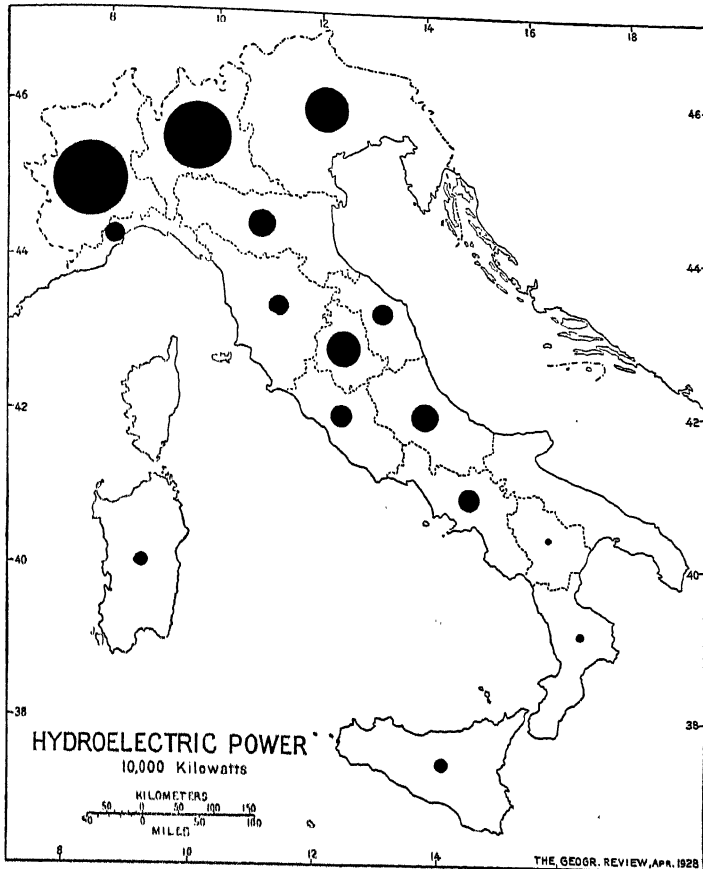 8 10 12 14 16 18
46 46
44 44
42 42
40 40
38 38
HYDROELECTRIC POWER
10,000 Kilowatts
KILOMETERS
50 0 50 100 150
50 0 50 100
MILES
8 10 12 14
THE GEOGR. REVIEW, APR. 1928